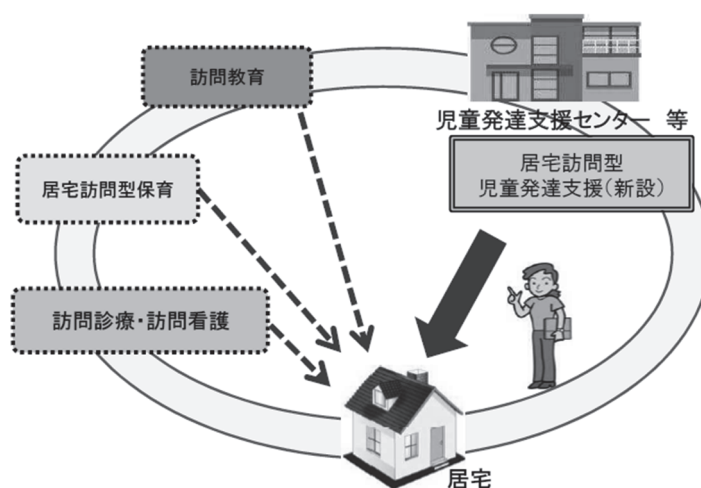 訪問教育
児童発達支援センター 等
居宅訪問型
児童発達支援(新設)
居宅訪問型保育
訪問診療・訪問看護
居宅